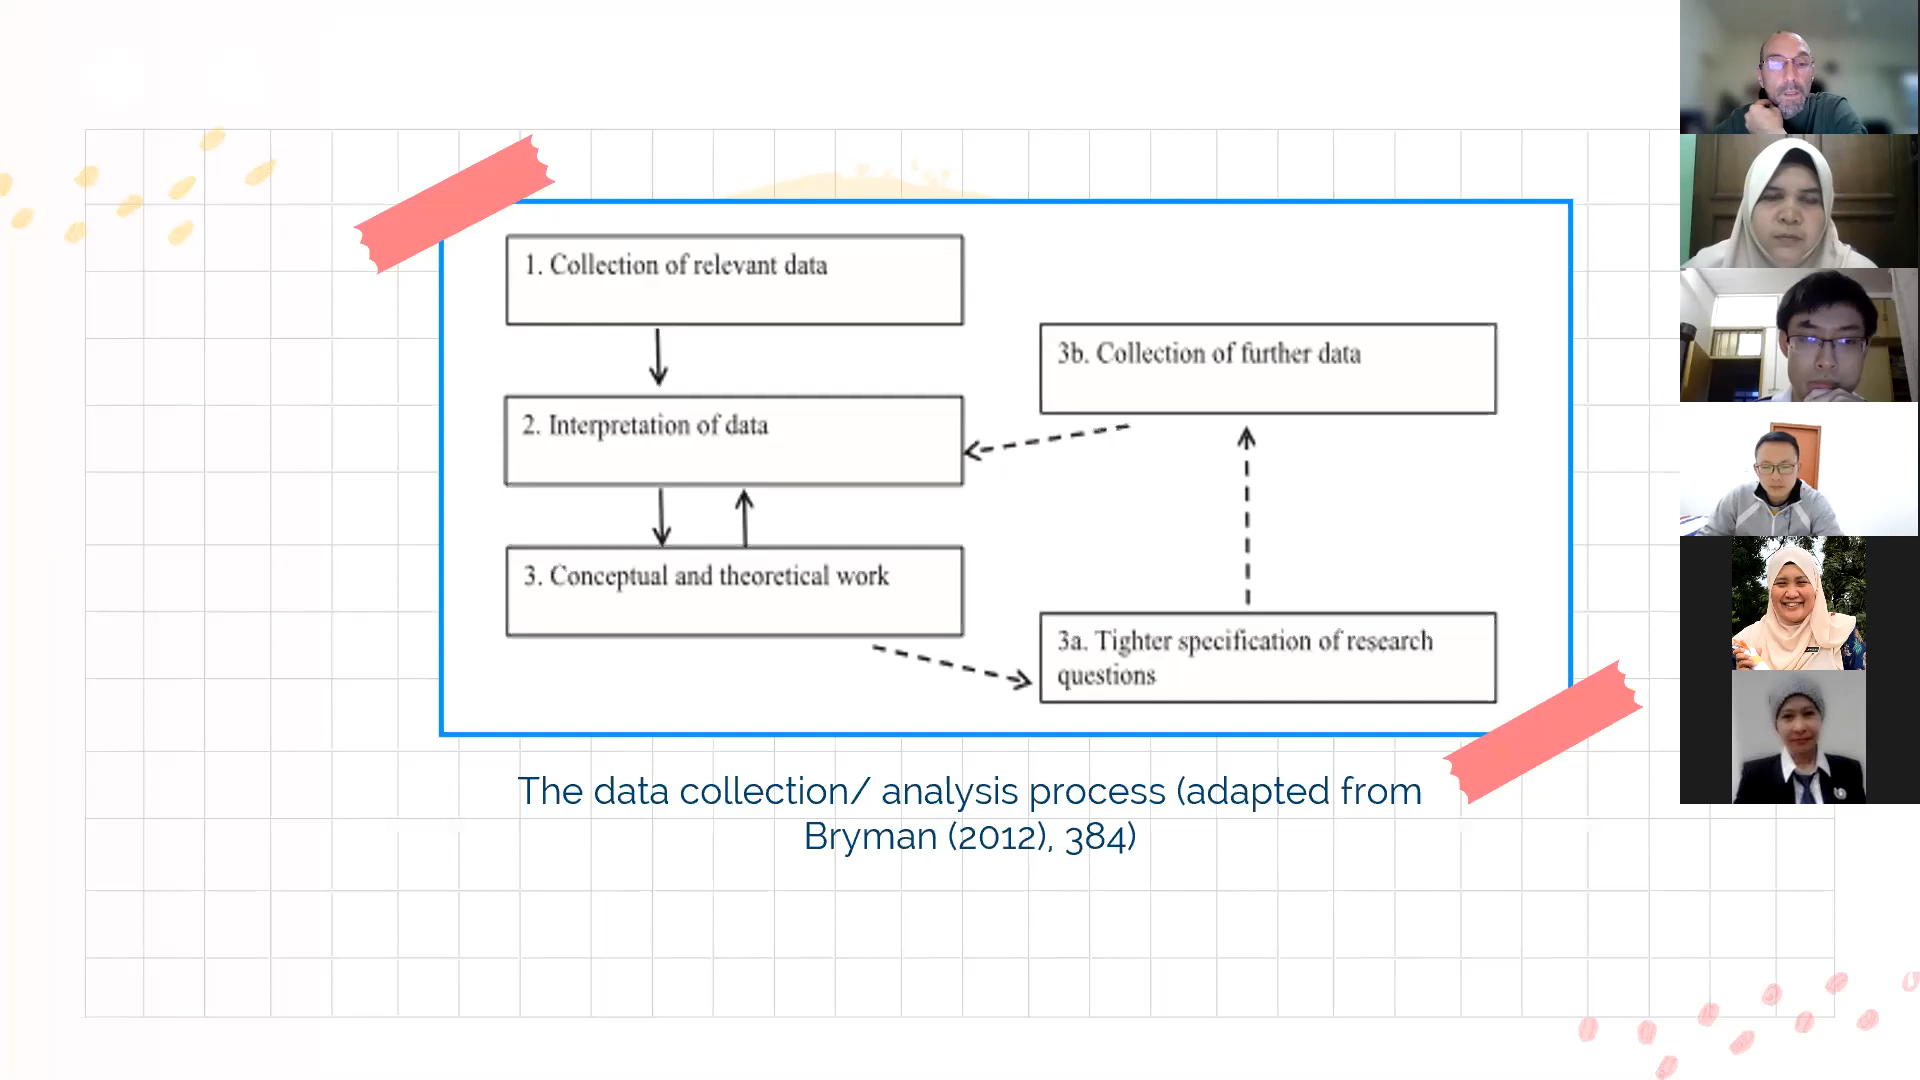 1. Collection of relevant data
3b. Collection of further data
2. Interpretation of data
3. Conceptual and theoretical work
3a. Tighter specification of research
questions
The data collection/ analysis process (adapted from
Bryman (2012), 384)